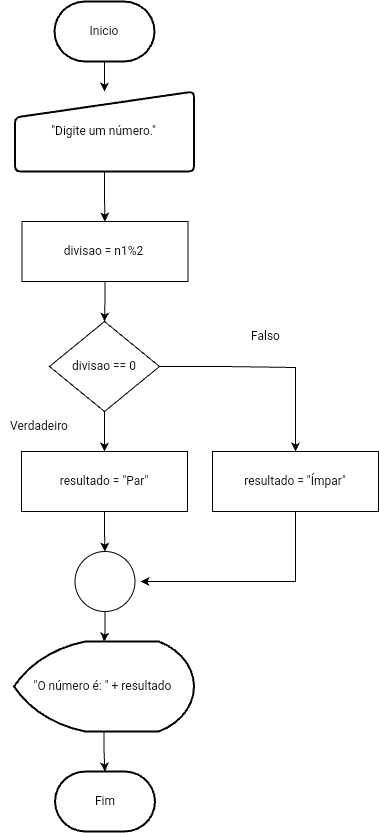 Inicio
"Digite um número."
divisao = n1%2
Falso
divisao == 0
Verdadeiro
resultado = "Par"
resultado = "Ímpar"
"O número é: " + resultado
Fim